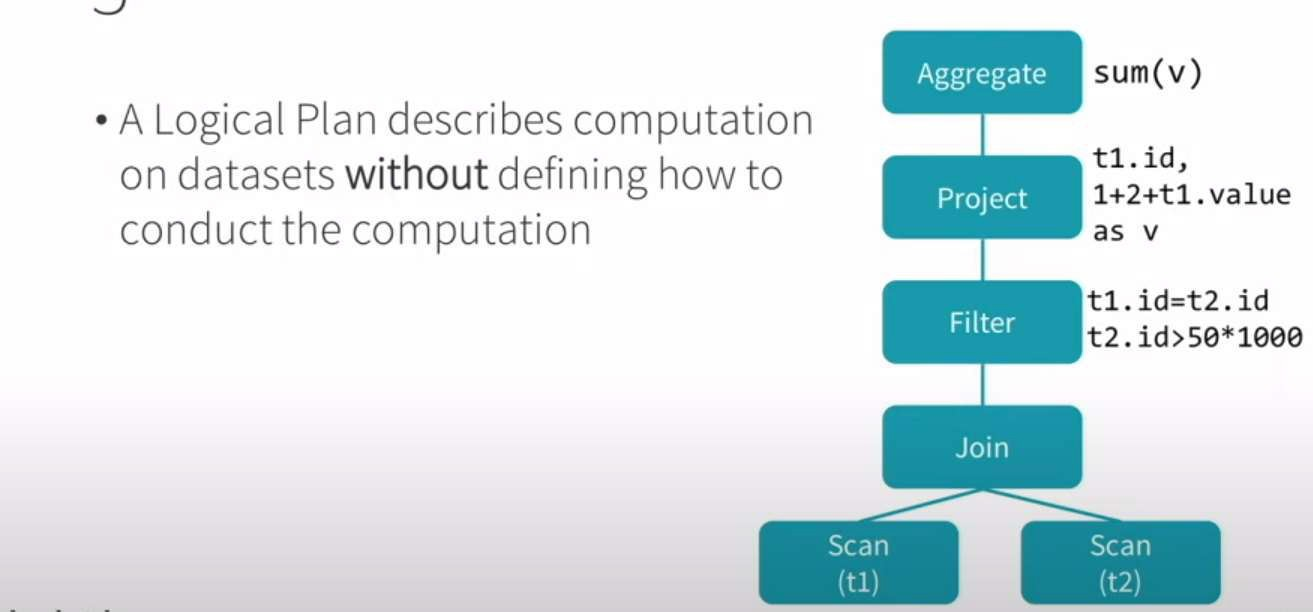 • A Logical Plan describes computation
on datasets without defining how to
conduct the computation
Aggregate
sum(v)
Project
t1.id,
1+2+t1.value
as v
Filter
t1.id=t2.id
t2.id>50*1000
Join
Scan
(t1)
Scan
(t2)